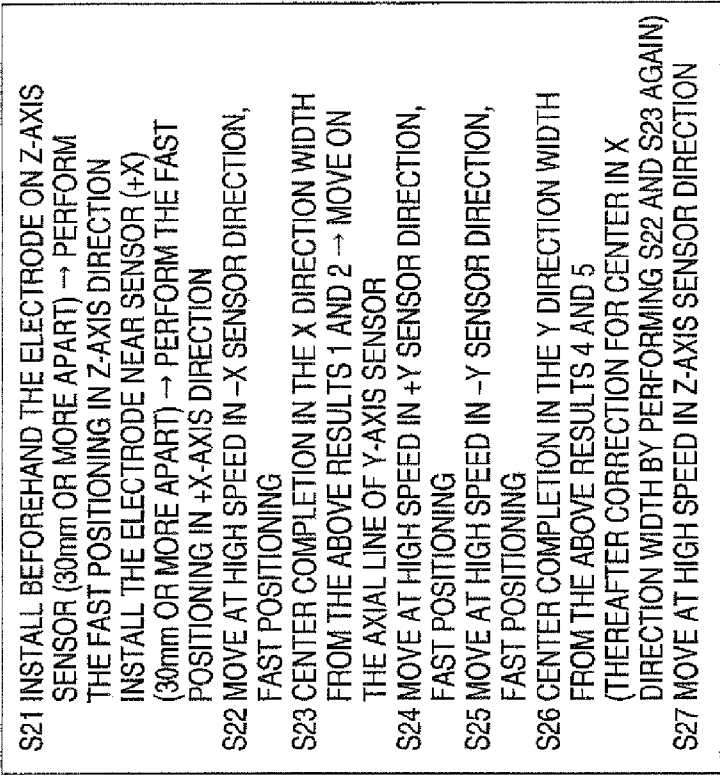 S21 INSTALL BEFOREHAND THE ELECTRODE ON Z-AXIS
SENSOR (30mm OR MORE APART) → PERFORM
THE FAST POSITIONING IN Z-AXIS DIRECTION
INSTALL THE ELECTRODE NEAR SENSOR (+X)
(30mm OR MORE APART) → PERFORM THE FAST
POSITIONING IN +X-AXIS DIRECTION
S22 MOVE AT HIGH SPEED IN –X SENSOR DIRECTION,
FAST POSITIONING
S23 CENTER COMPLETION IN THE X DIRECTION WIDTH
FROM THE ABOVE RESULTS 1 AND 2 → MOVE ON
THE AXIAL LINE OF Y-AXIS SENSOR
S24 MOVE AT HIGH SPEED IN +Y SENSOR DIRECTION,
FAST POSITIONING
S25 MOVE AT HIGH SPEED IN –Y SENSOR DIRECTION,
FAST POSITIONING
S26 CENTER COMPLETION IN THE Y DIRECTION WIDTH
FROM THE ABOVE RESULTS 4 AND 5
(THEREAFTER CORRECTION FOR CENTER IN X
DIRECTION WIDTH BY PERFORMING S22 AND S23 AGAIN)
S27 MOVE AT HIGH SPEED IN Z-AXIS SENSOR DIRECTION